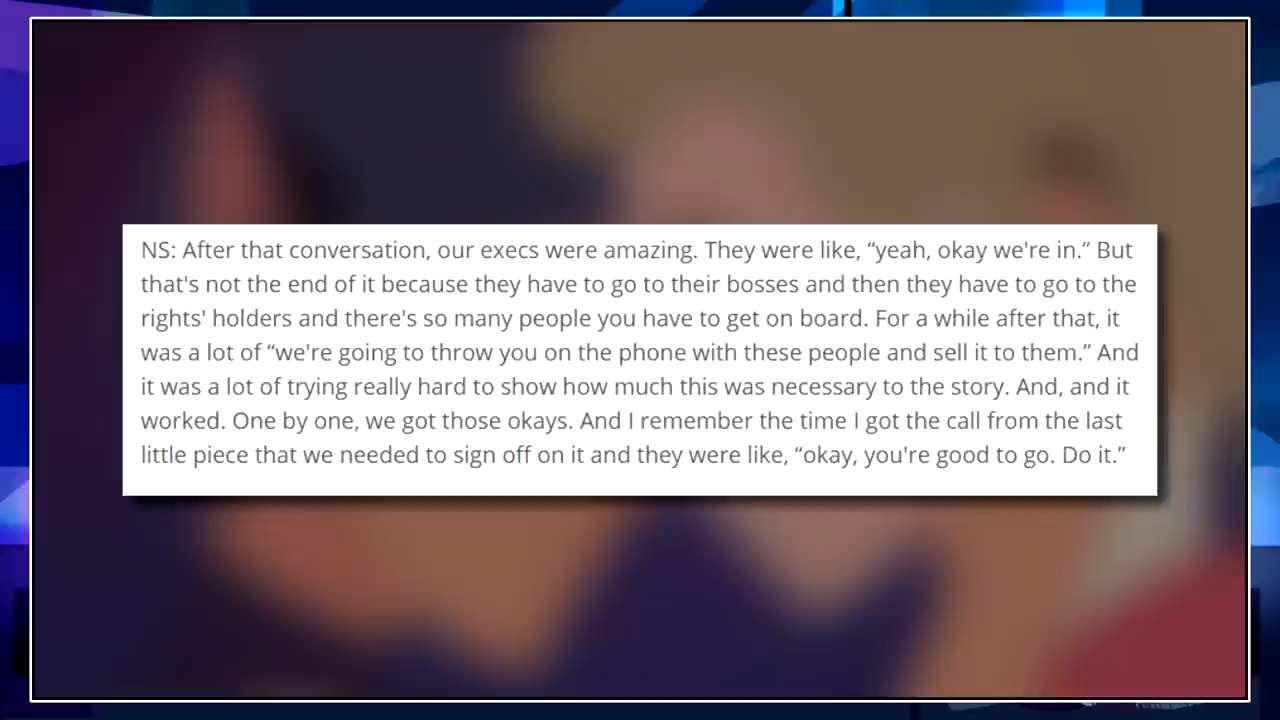 NS: After that conversation, our execs were amazing. They were like, “yeah, okay we're in.” But
that's not the end of it because they have to go to their bosses and then they have to go to the
rights' holders and there's so many people you have to get on board. For a while after that, it
was a lot of “we're going to throw you on the phone with these people and sell it to them.” And
it was a lot of trying really hard to show how much this was necessary to the story. And, and it
worked. One by one, we got those okays. And I remember the time I got the call from the last
little piece that we needed to sign off on it and they were like, “okay, you're good to go. Do it.”